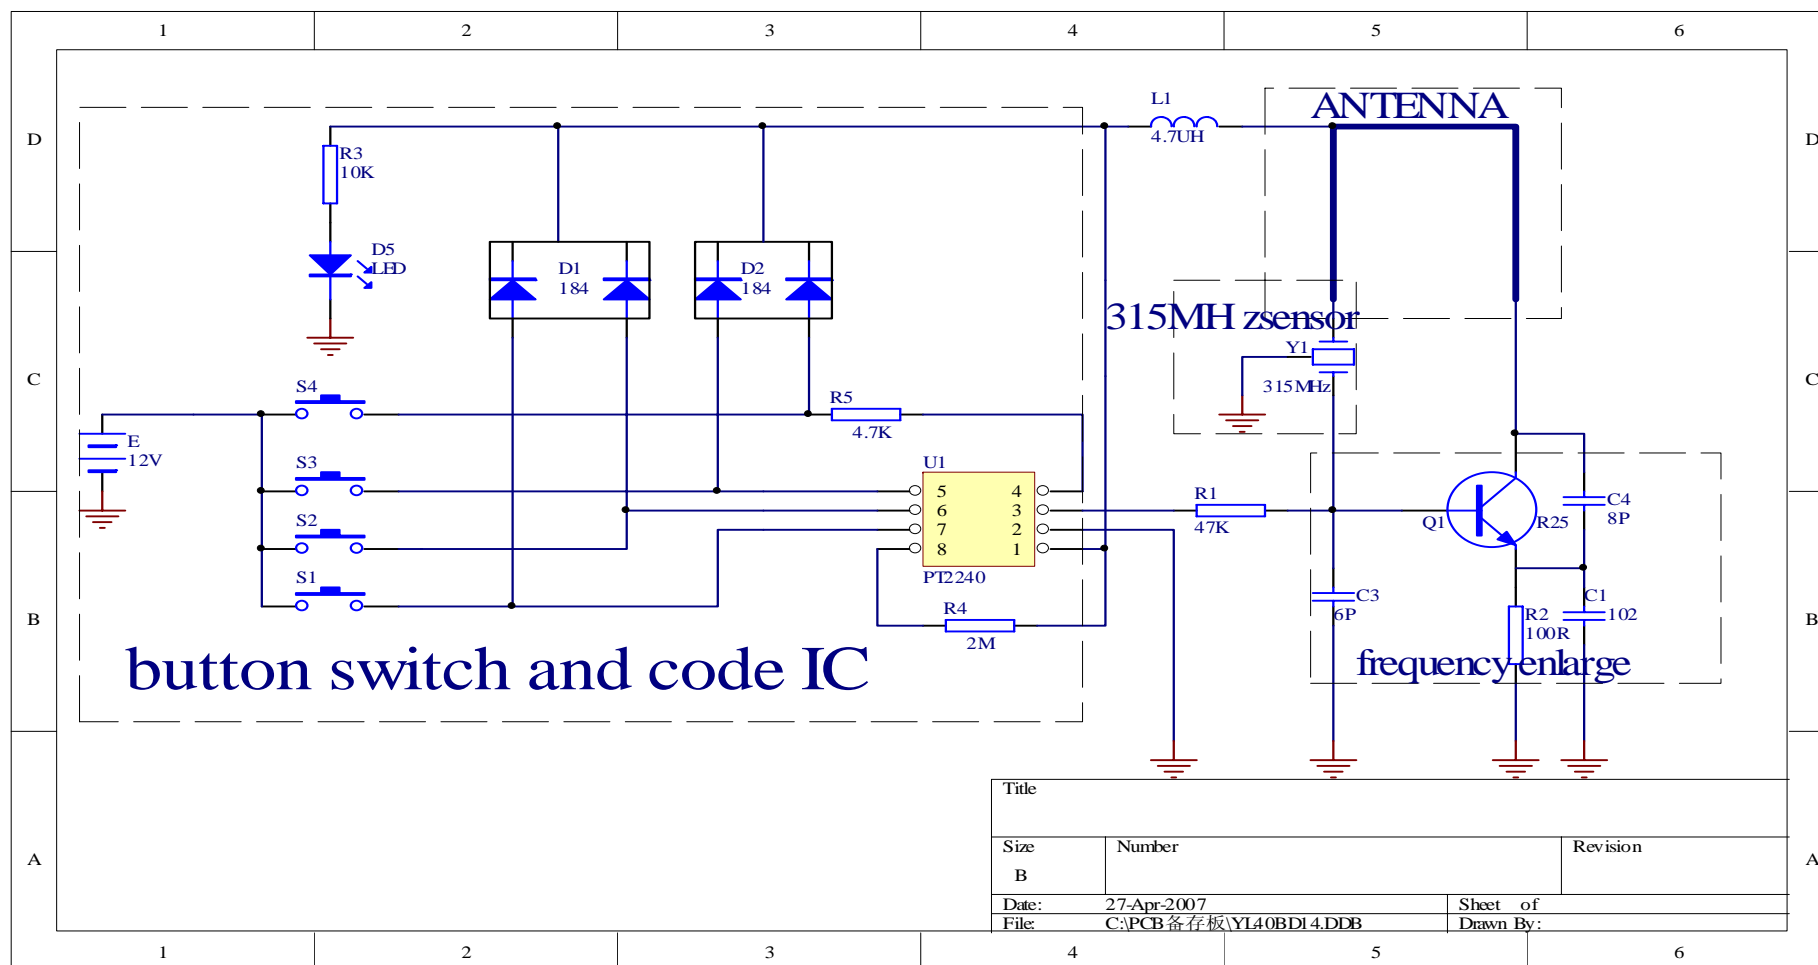 1 2 3 4 5 6
D D
C C
B B
A A
ANTENNA
L1
4.7UH
R3
10K
D5
LED
D1
184
D2
184
315MH zsensor
Y1
315MHz
S4
R5
4.7K
E
12V
S3
U1
5 4
6 3
7 2
8 1
PT2240
R1
47K
Q1
R25
C4
8P
S2
S1
R4
2M
C3
6P
R2
100R
C1
102
button switch and code IC
frequency enlarge
Title
Size
B
Number
Revision
Date: 27-Apr-2007
Sheet of
File: C:\PCB备存板\YL40BD14.DDB
Drawn By:
1 2 3 4 5 6